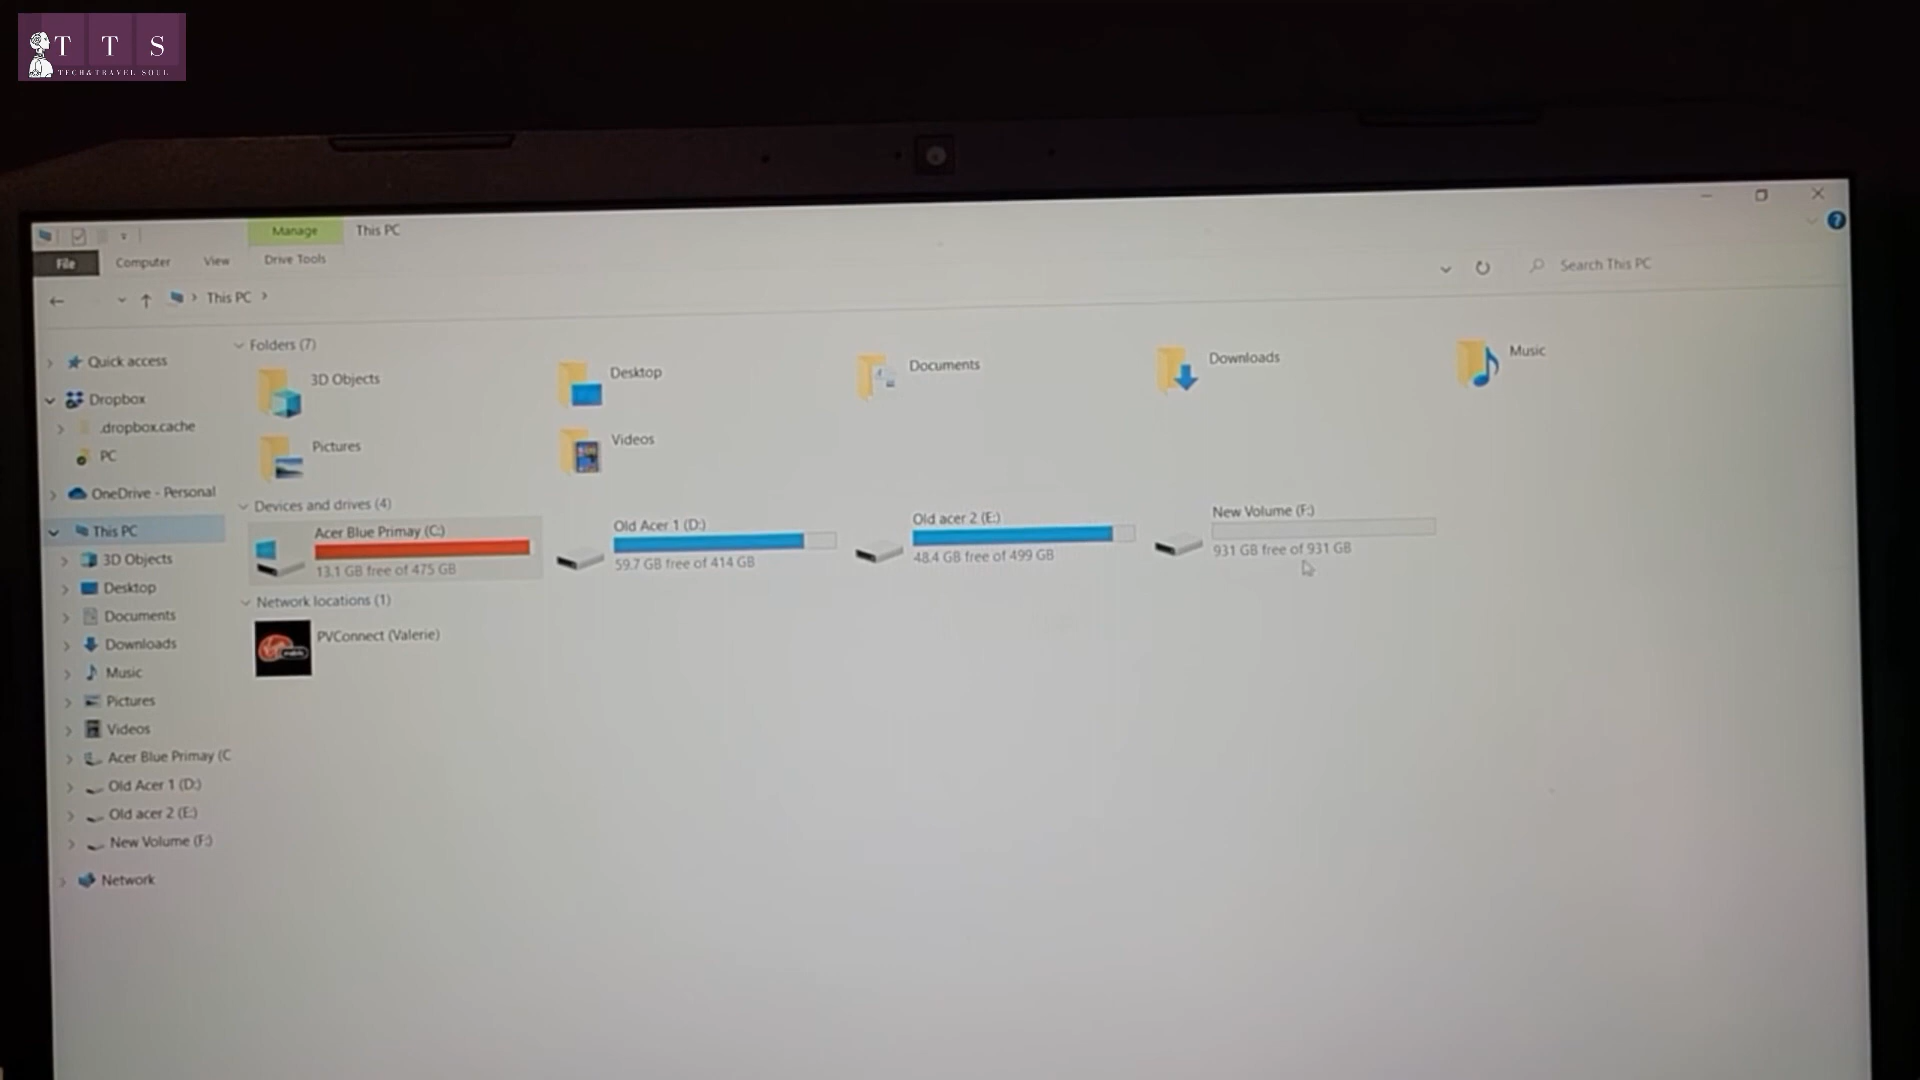 T T S
TECH&TRAVEL SOUL
Manage
This PC
File
Computer
View
Drive Tools
This PC
Search This PC
Quick access
Dropbox
.dropbox.cache
PC
OneDrive - Personal
This PC
3D Objects
Desktop
Documents
Downloads
Music
Pictures
Videos
Acer Blue Primay (C
Old Acer 1 (D:)
Old acer 2 (E:)
New Volume (F:)
Network
Folders (7)
3D Objects
Desktop
Documents
Downloads
Music
Pictures
Videos
Devices and drives (4)
Acer Blue Primay (C:)
13.1 GB free of 475 GB
Old Acer 1 (D:)
59.7 GB free of 414 GB
Old acer 2 (E:)
48.4 GB free of 499 GB
New Volume (F:)
931 GB free of 931 GB
Network locations (1)
PVConnect (Valerie)